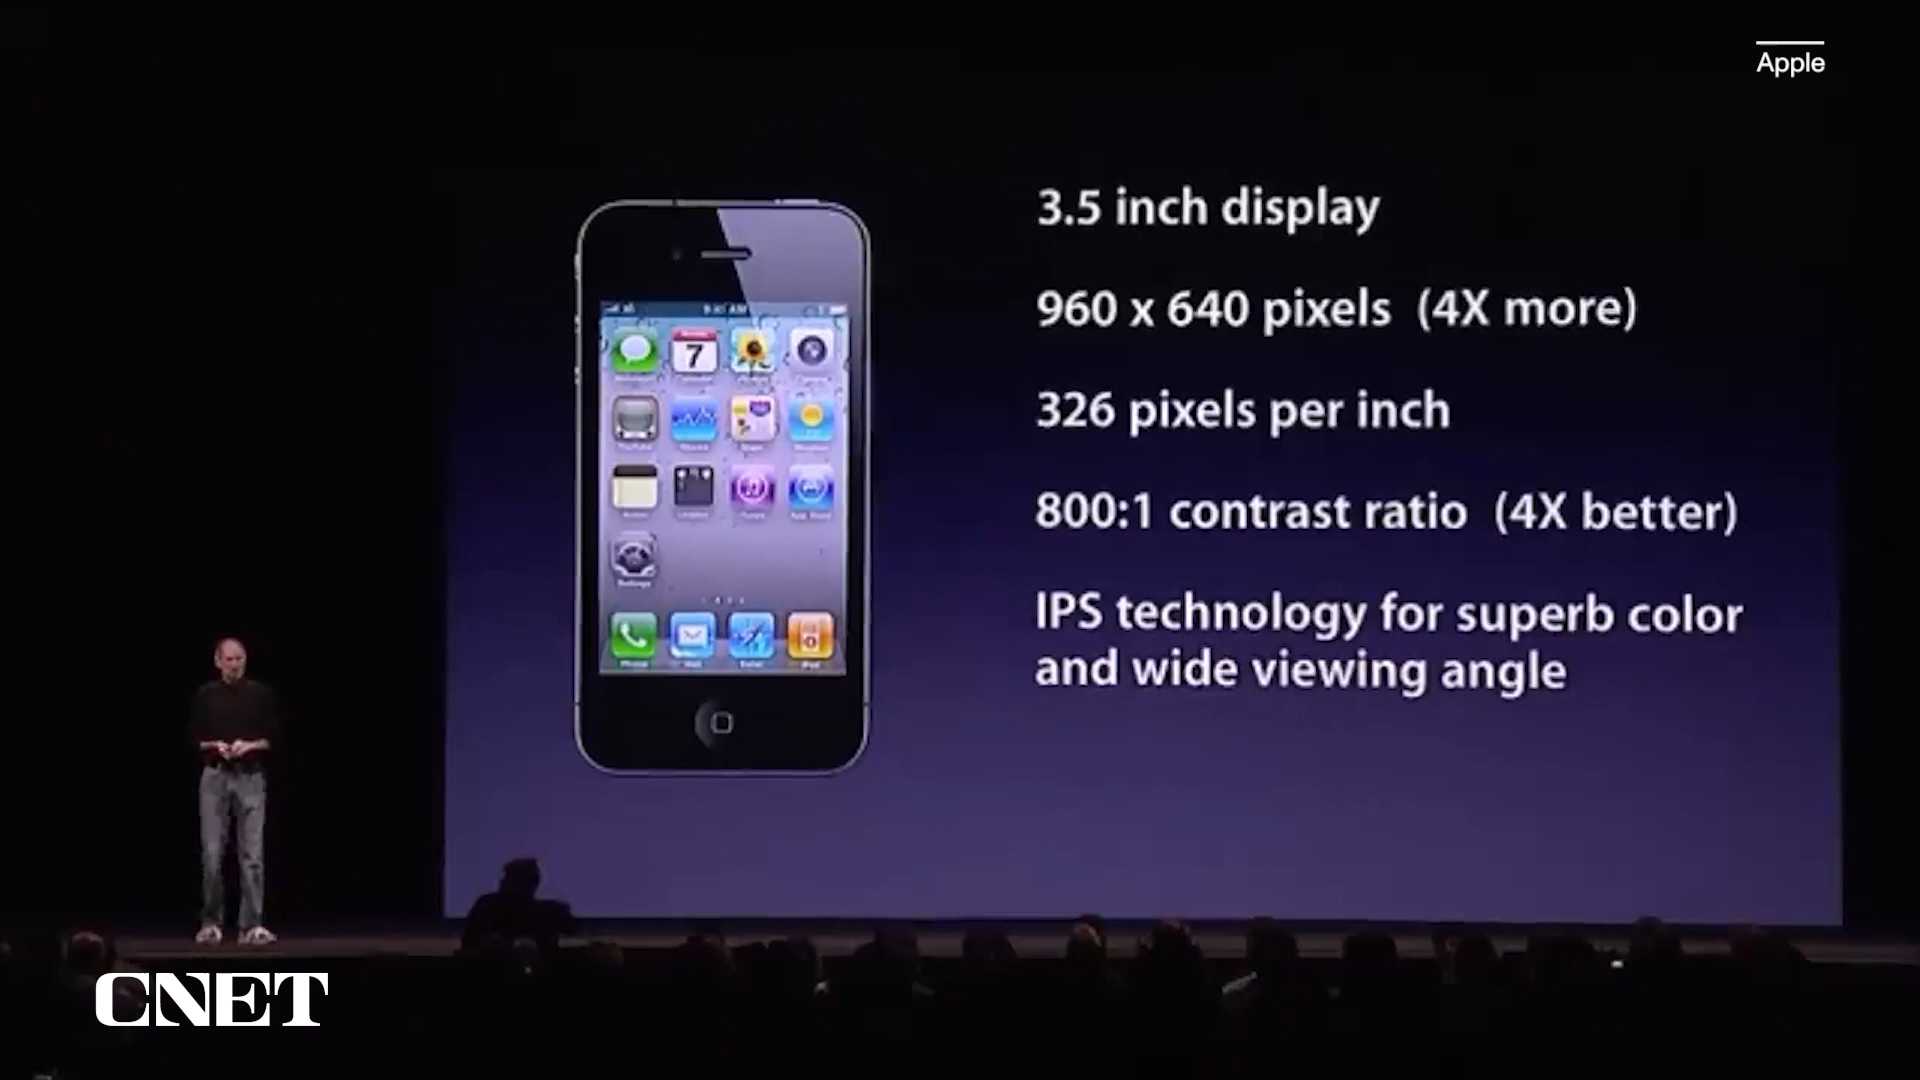 Apple
3.5 inch display
960 x 640 pixels (4X more)
326 pixels per inch
800:1 contrast ratio (4X better)
IPS technology for superb color
and wide viewing angle
7
CNET